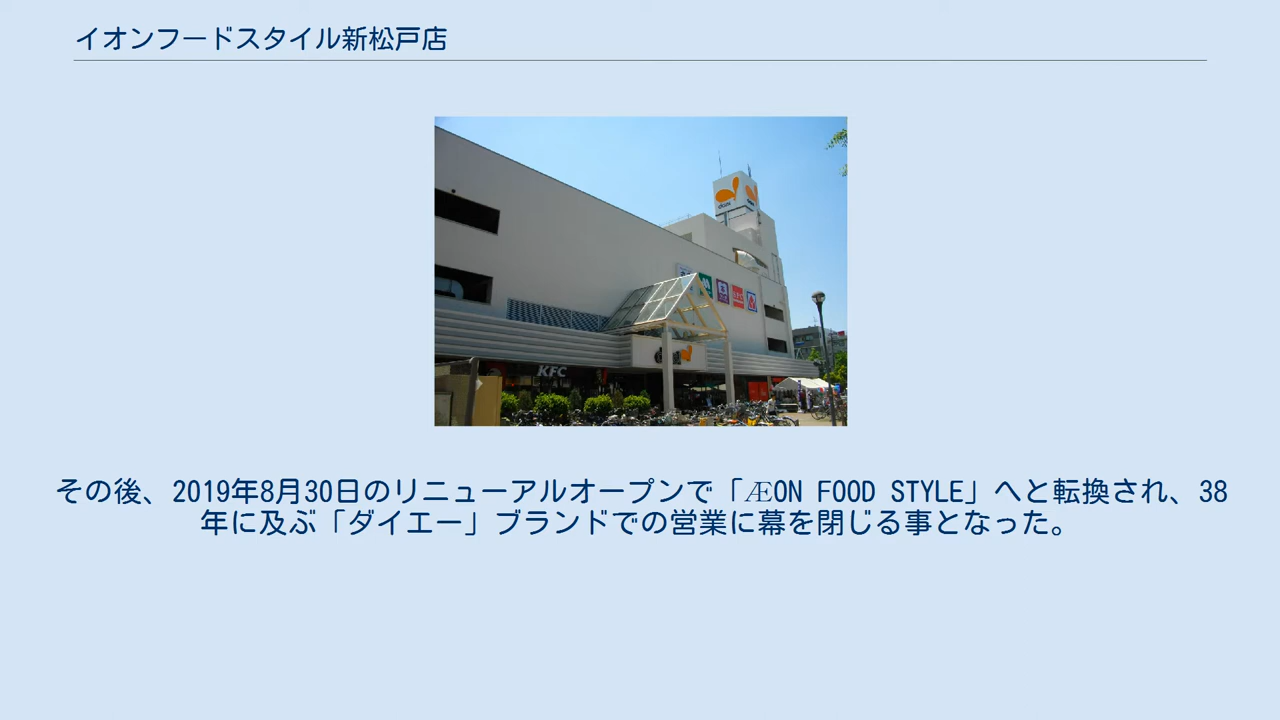 イオンフードスタイル新松戸店
KFC
その後、2019年8月30日のリニューアルオープンで「ÆON FOOD STYLE」へと転換され、38
年に及ぶ「ダイエー」ブランドでの営業に幕を閉じる事となった。